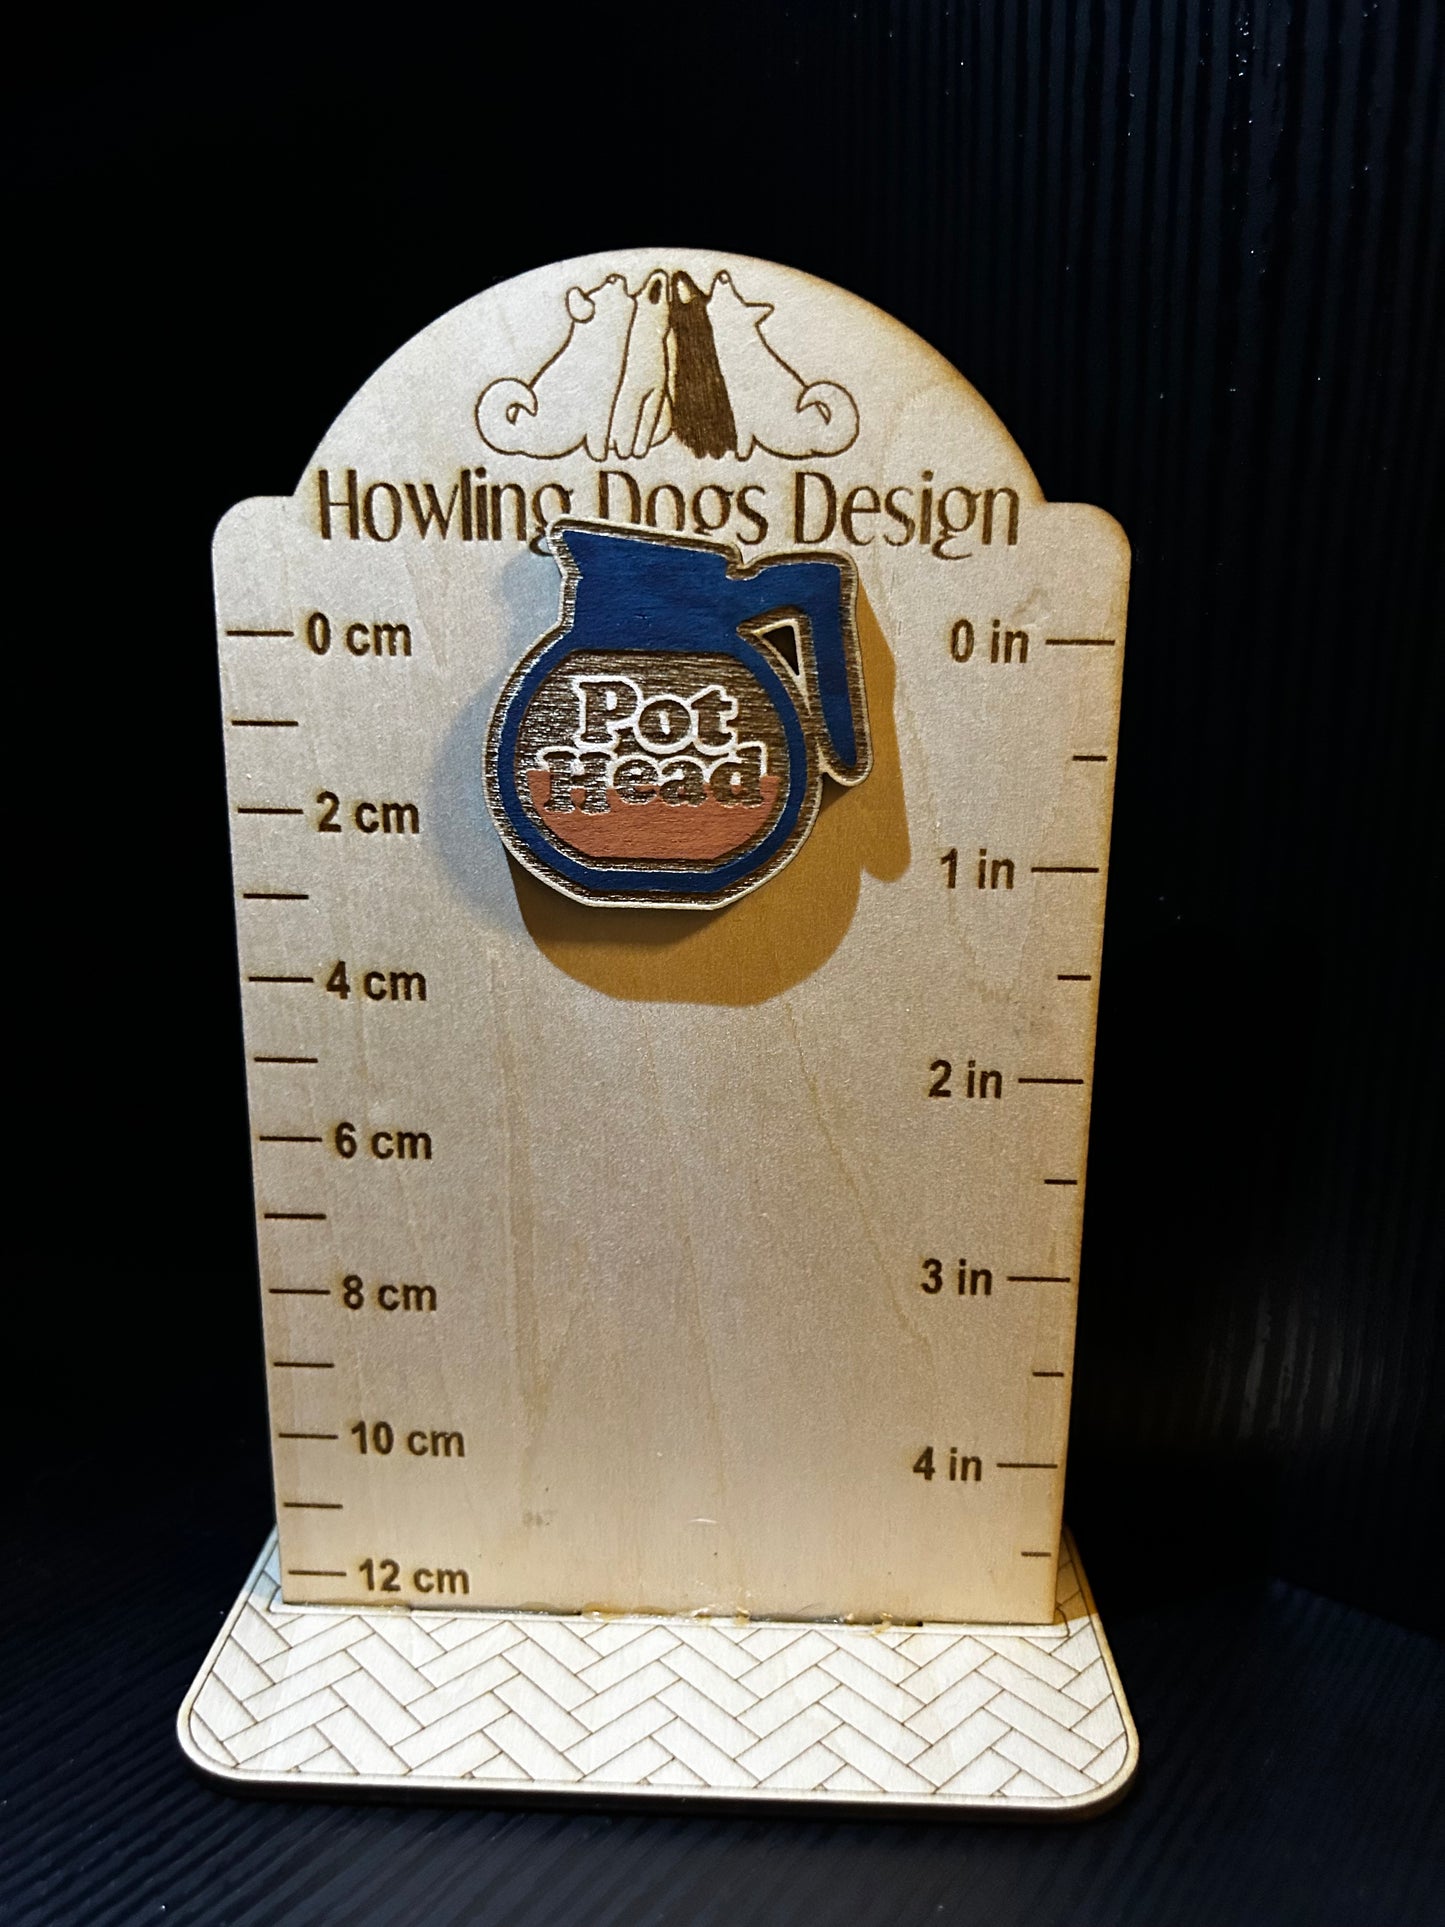 Howling Dogs Design
0 cm
0 in
Pot
Head
2 cm
1 in
4 cm
2 in
6 cm
3 in
8 cm
10 cm
4 in
12 cm